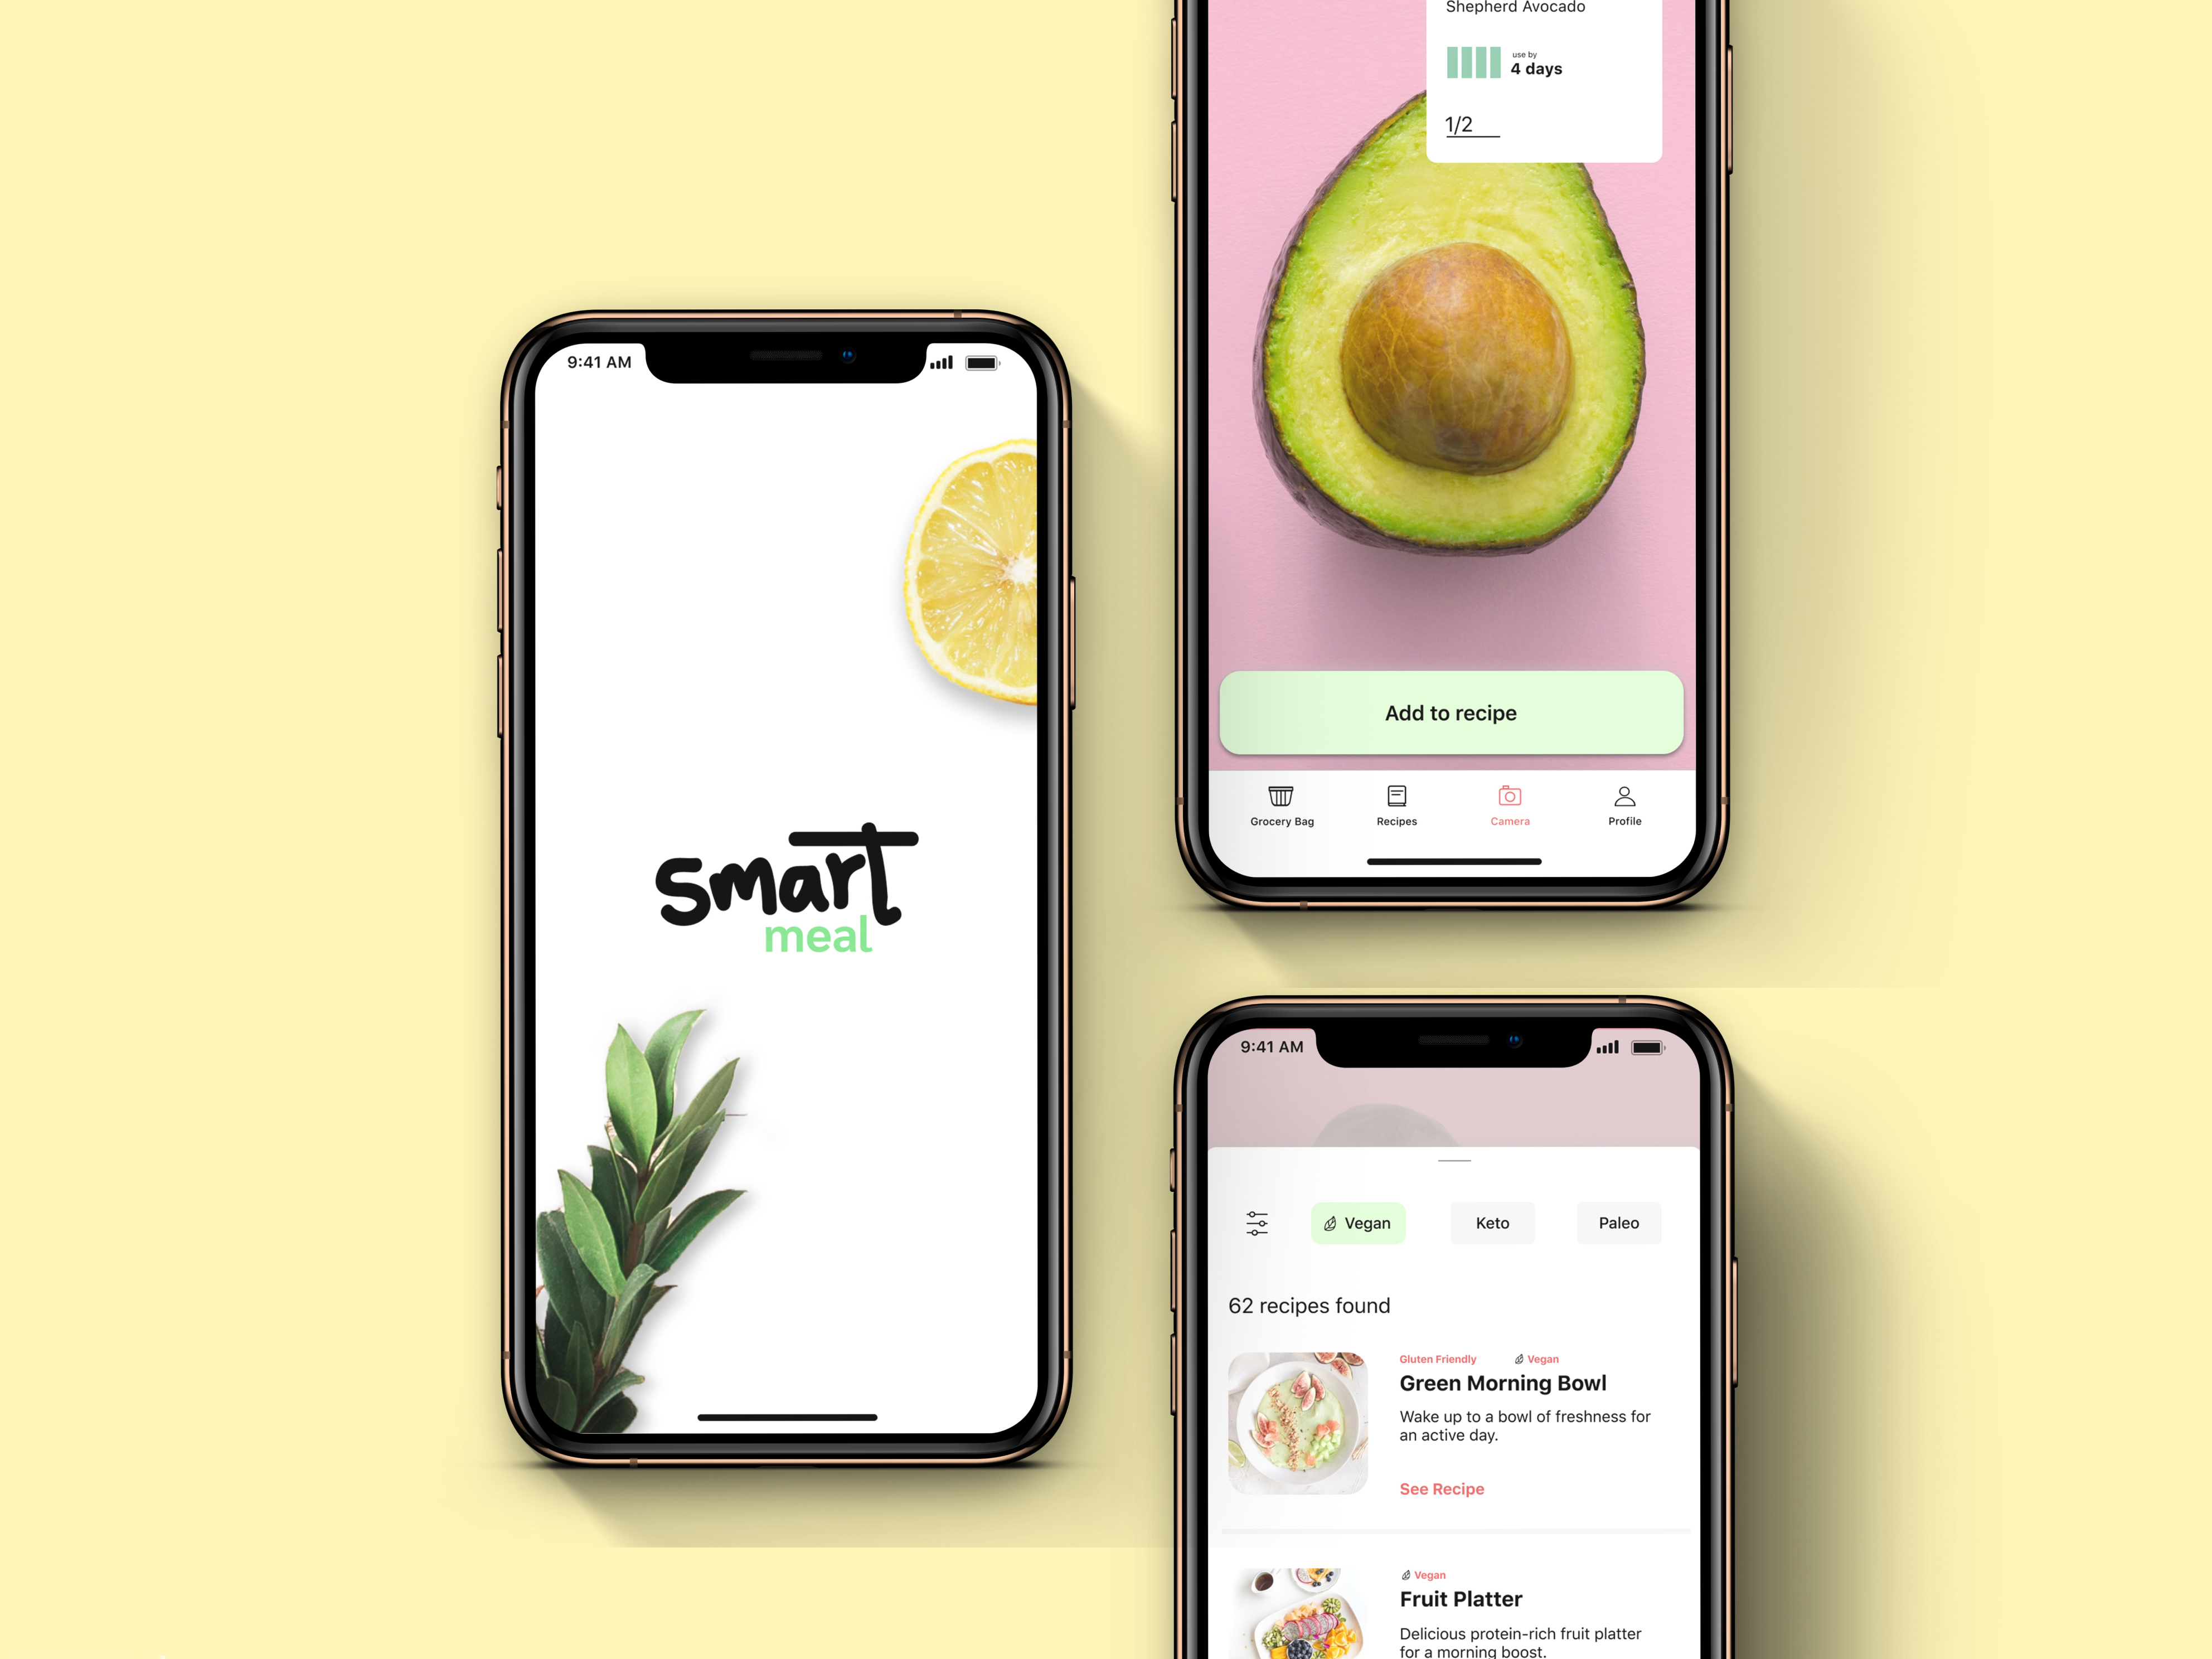 9:41 AM
smart
meal
Shepherd Avocado
use by
4 days
1/2
Add to recipe
Grocery Bag
Recipes
Camera
Profile
9:41 AM
Vegan
Keto
Paleo
62 recipes found
Gluten Friendly
Vegan
Green Morning Bowl
Wake up to a bowl of freshness for
an active day.
See Recipe
Vegan
Fruit Platter
Delicious protein-rich fruit platter
for a morning boost.